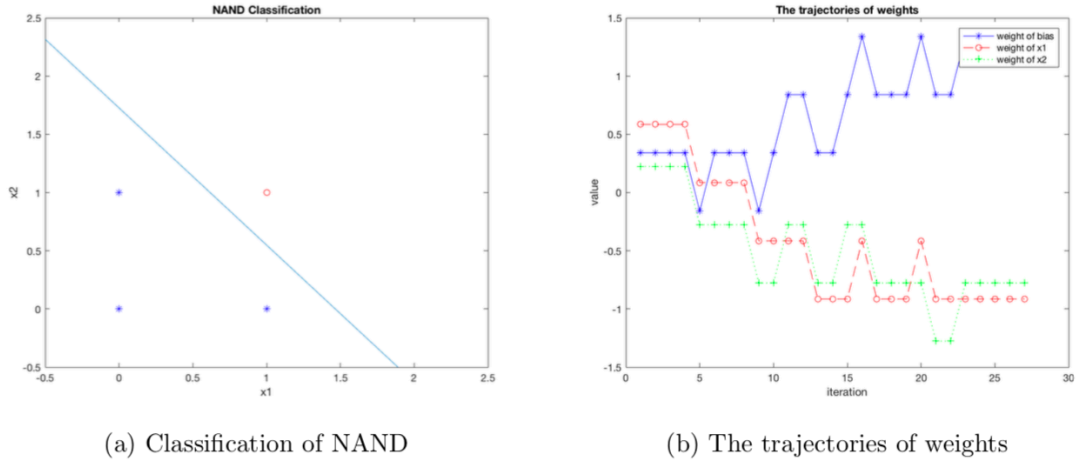 NAND Classification
2.5
2
1.5
1
0.5
0
-0.5
x2
-0.5 0 0.5 1 1.5 2 2.5
x1
(a) Classification of NAND
The trajectories of weights
weight of bias
weight of x1
weight of x2
1.5
1
0.5
0
-0.5
-1
-1.5
value
0 5 10 15 20 25 30
iteration
(b) The trajectories of weights